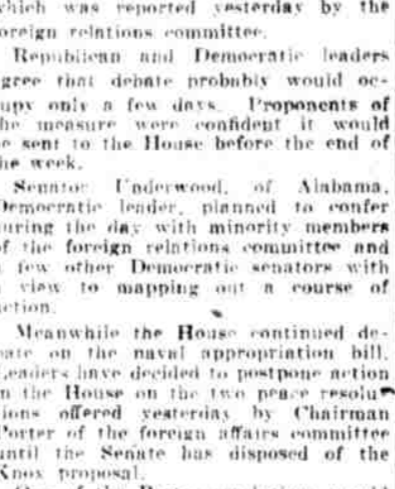 which was reported yesterday by the
foreign relations committee.
Republican and Democratic leaders
agree that debate probably would oc-
cupy only a few days. Proponents of
the measure were confident it would
be sent to the House before the end of
the week.
Senator Underwood, of Alabama,
Democratic leader, planned to confer
during the day with minority members
of the foreign relations committee and
a few other Democratic senators with
a view to mapping out a course of
action.
Meanwhile the House continued de-
bate on the naval appropriation bill.
Leaders have decided to postpone action
in the House on the two peace resolu-
tions offered yesterday by Chairman
Porter of the foreign affairs committee
until the Senate has disposed of the
Knox proposal.